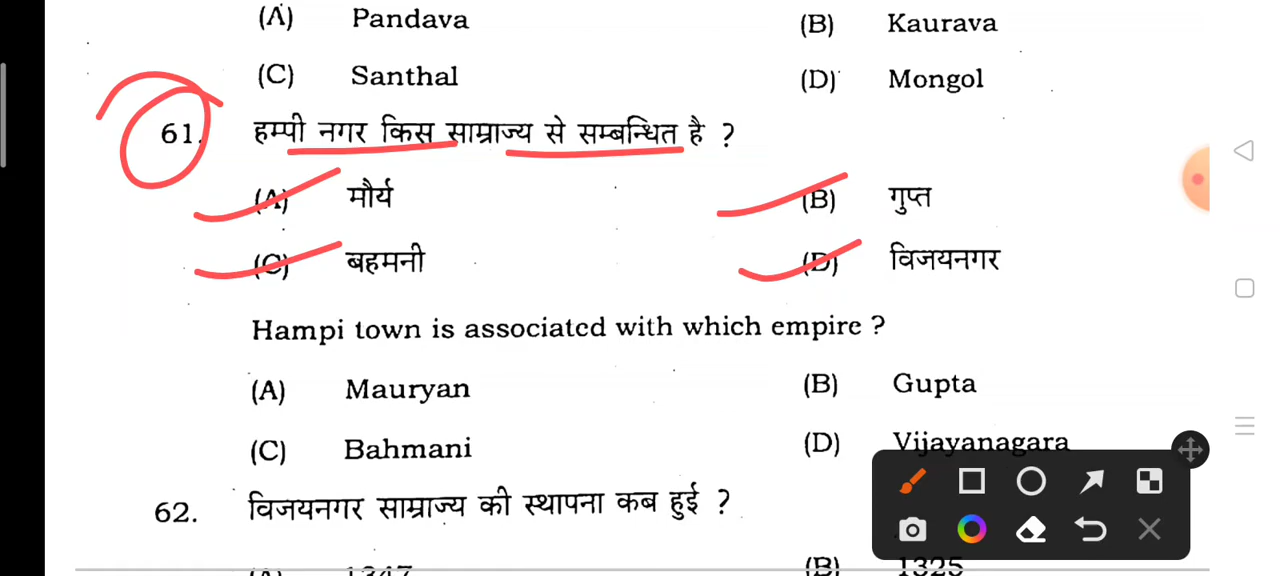 (A) Pandava (B) Kaurava
(C) Santhal (D) Mongol
61. हम्पी नगर किस साम्राज्य से सम्बन्धित है ?
(A) मौर्य (B) गुप्त
(C) बहमनी (D) विजयनगर
Hampi town is associated with which empire ?
(A) Mauryan (B) Gupta
(C) Bahmani (D) Vijayanagara
62. विजयनगर साम्राज्य की स्थापना कब हुई ?
(A) 1347 (B) 1325